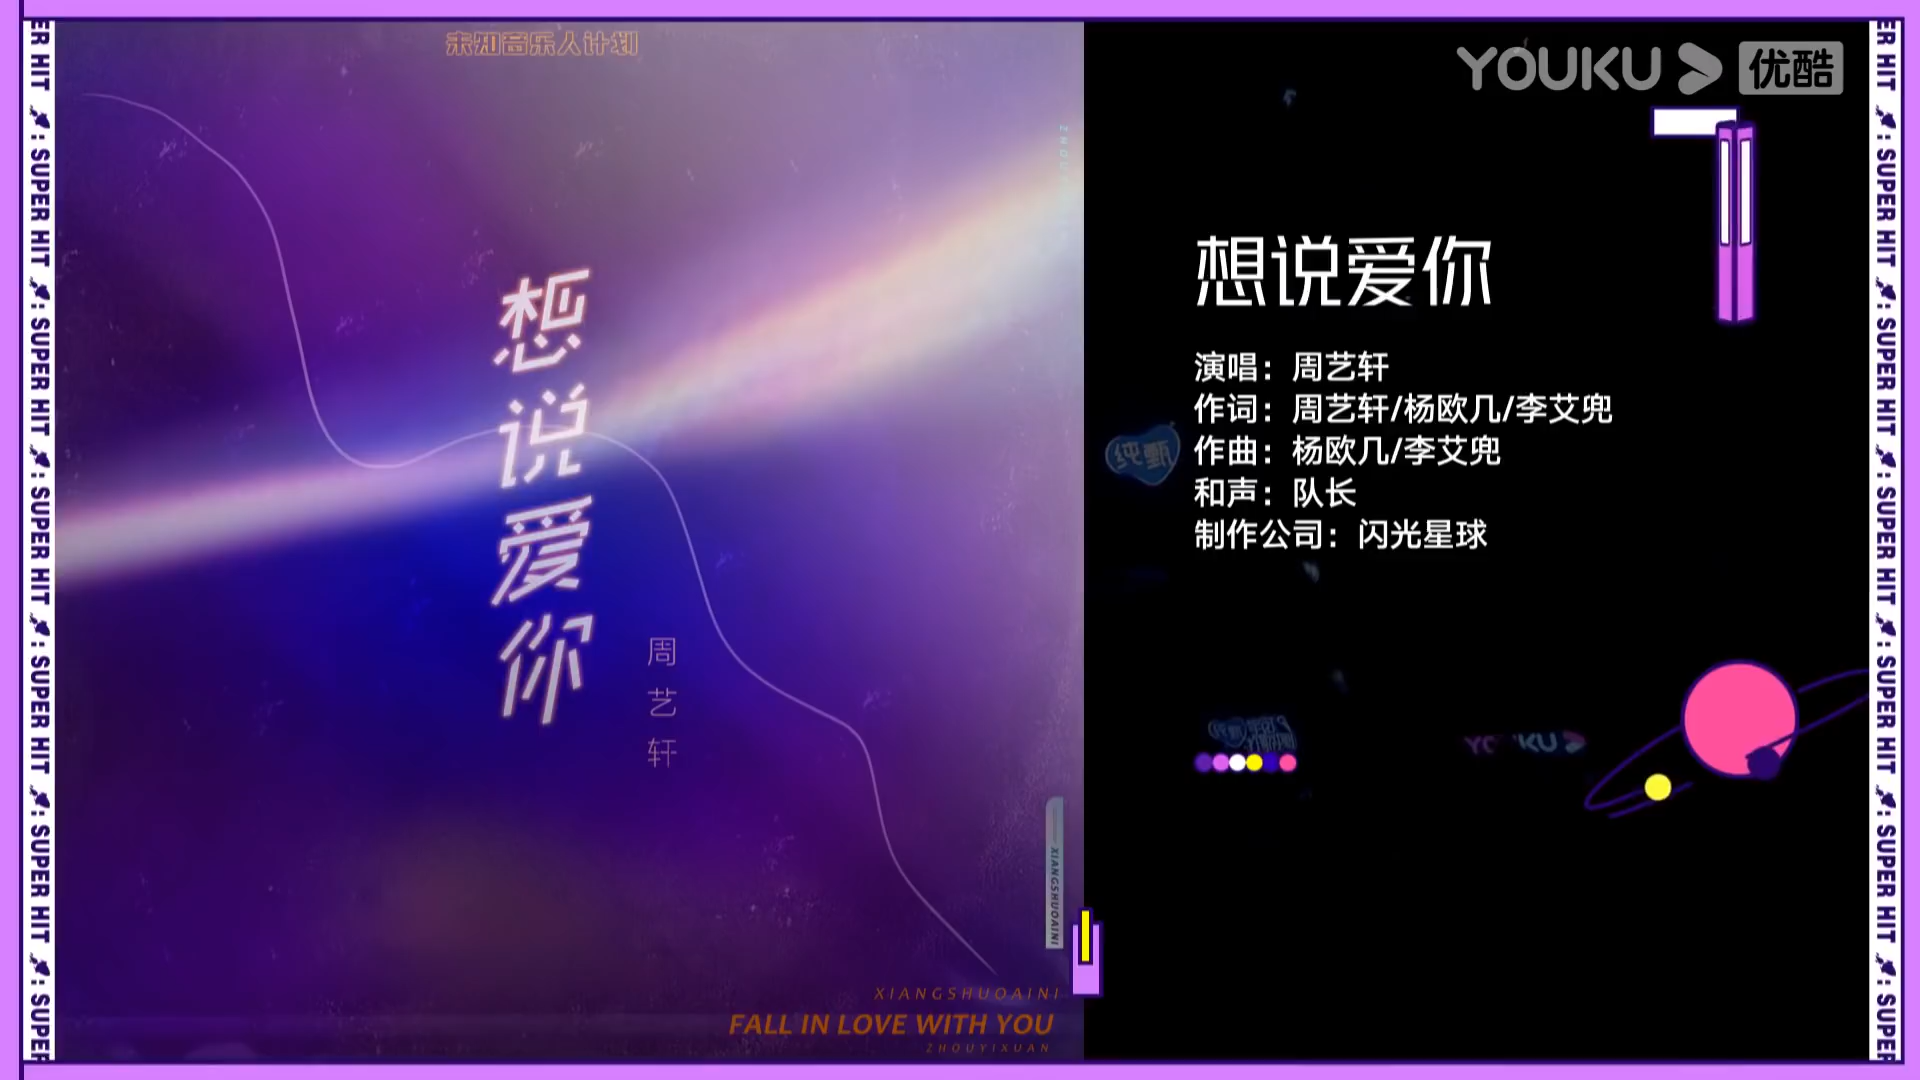 未知音乐人计划
想说爱你
周艺轩
XIANGSHUOAINI
XIANGSHUOAINI
FALL IN LOVE WITH YOU
ZHOUYIXUAN
YOUKU 优酷
想说爱你
演唱：周艺轩
作词：周艺轩/杨欧几/李艾兜
作曲：杨欧几/李艾兜
和声：队长
制作公司：闪光星球
纯甄
YOUKU
ER HIT : SUPER HIT : SUPER HIT : SUPER HIT : SUPER HIT : SUPER HIT : SUPER
ER HIT : SUPER HIT : SUPER HIT : SUPER HIT : SUPER HIT : SUPER HIT : SUPER